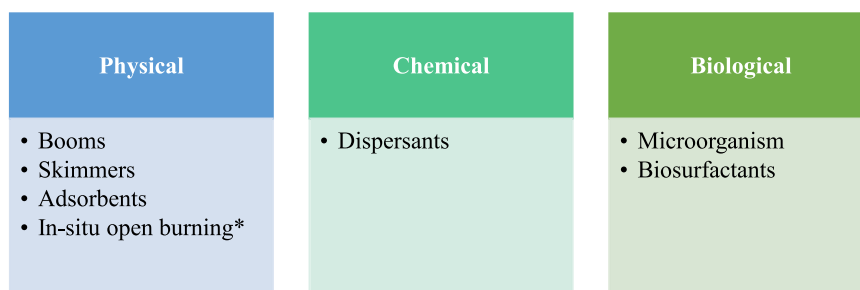 Physical
• Booms
• Skimmers
• Adsorbents
• In-situ open burning*
Chemical
• Dispersants
Biological
• Microorganism
• Biosurfactants